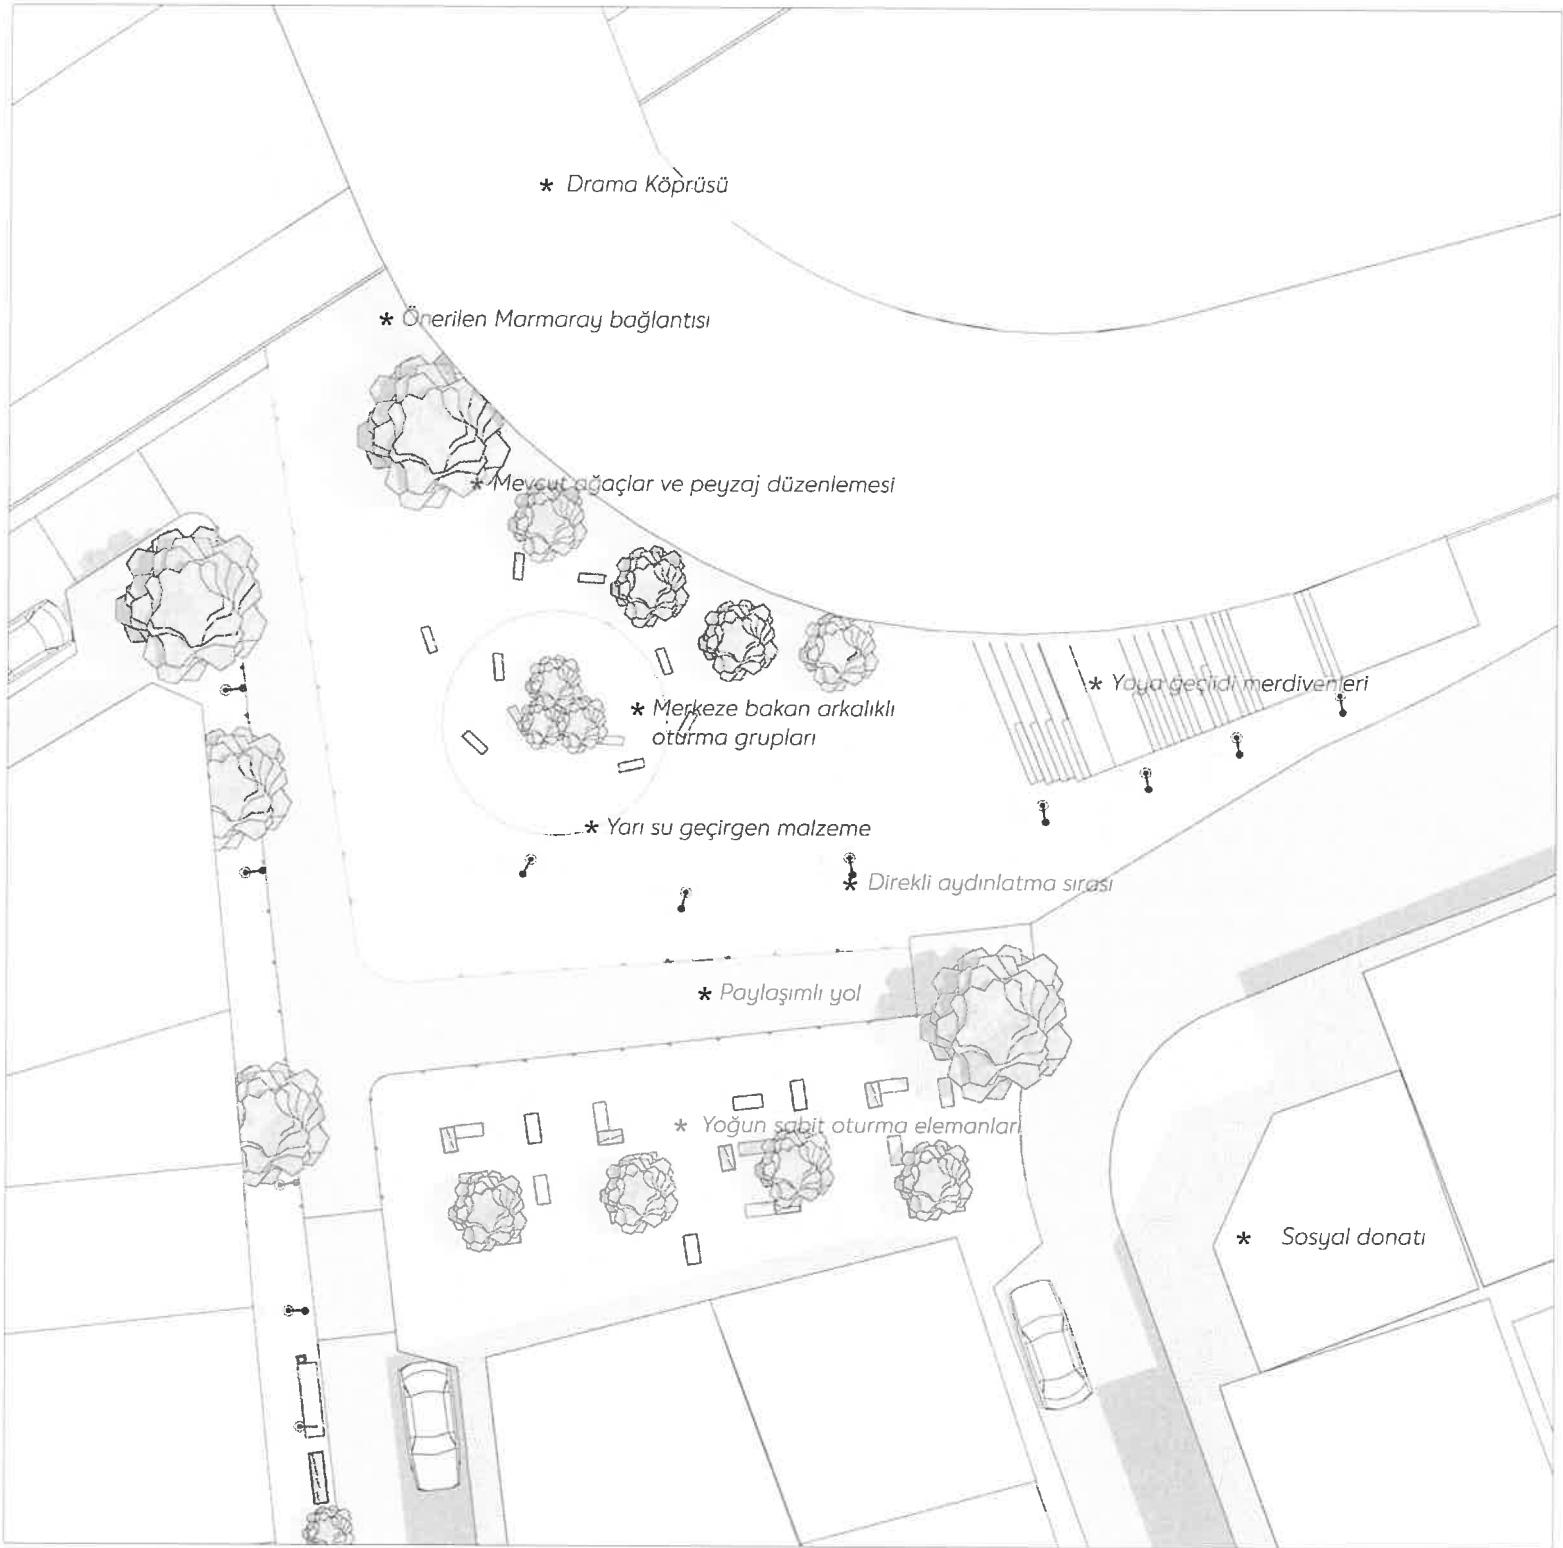 * Drama Köprüsü
* Önerilen Marmaray bağlantısı
* Mevcut ağaçlar ve peyzaj düzenlemesi
* Yaya geçidi merdivenleri
* Merkeze bakan arkalıklı
oturma grupları
* Yarı su geçirgen malzeme
* Direkli aydınlatma sırası
* Paylaşımlı yol
* Yoğun sabit oturma elemanları
* Sosyal donatı